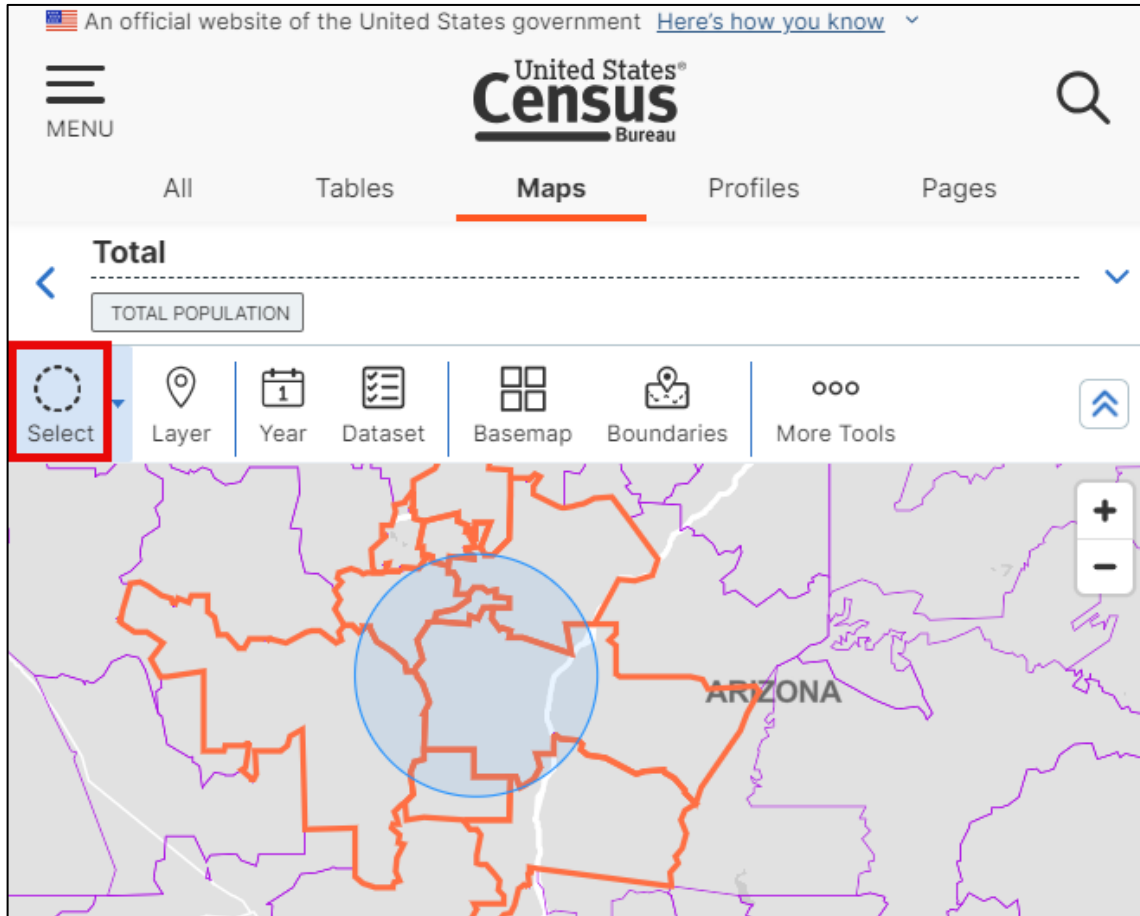 An official website of the United States government Here's how you know
United States®
Census
Bureau
MENU
All Tables Maps Profiles Pages
Total
TOTAL POPULATION
1
Select Layer Year Dataset Basemap Boundaries More Tools
+
−
ARIZONA